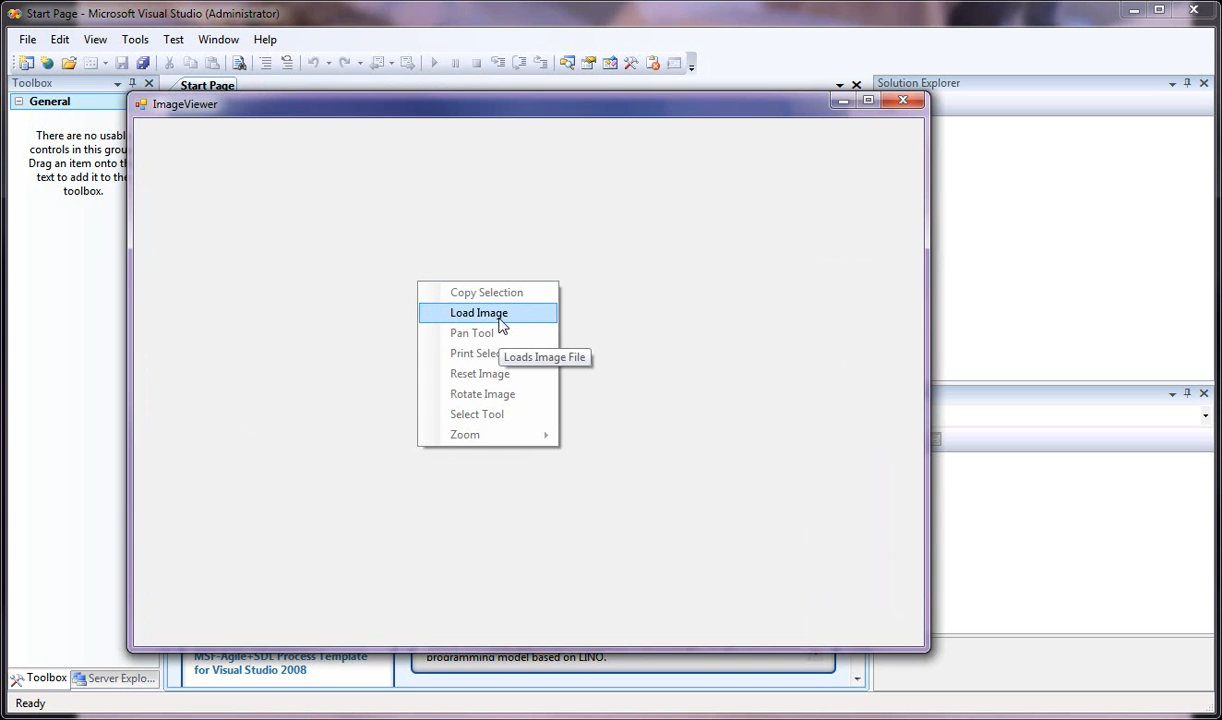 Start Page - Microsoft Visual Studio (Administrator)
File Edit View Tools Test Window Help
Toolbox
Start Page
Solution Explorer
General
ImageViewer
There are no usabl
controls in this grou
Drag an item onto th
text to add it to the
toolbox.
Copy Selection
Load Image
Pan Tool
Print Selec
Loads Image File
Reset Image
Rotate Image
Select Tool
Zoom
MSF-Agile+SDL Process Template
for Visual Studio 2008
programming model based on LINQ.
Toolbox
Server Explo...
Ready